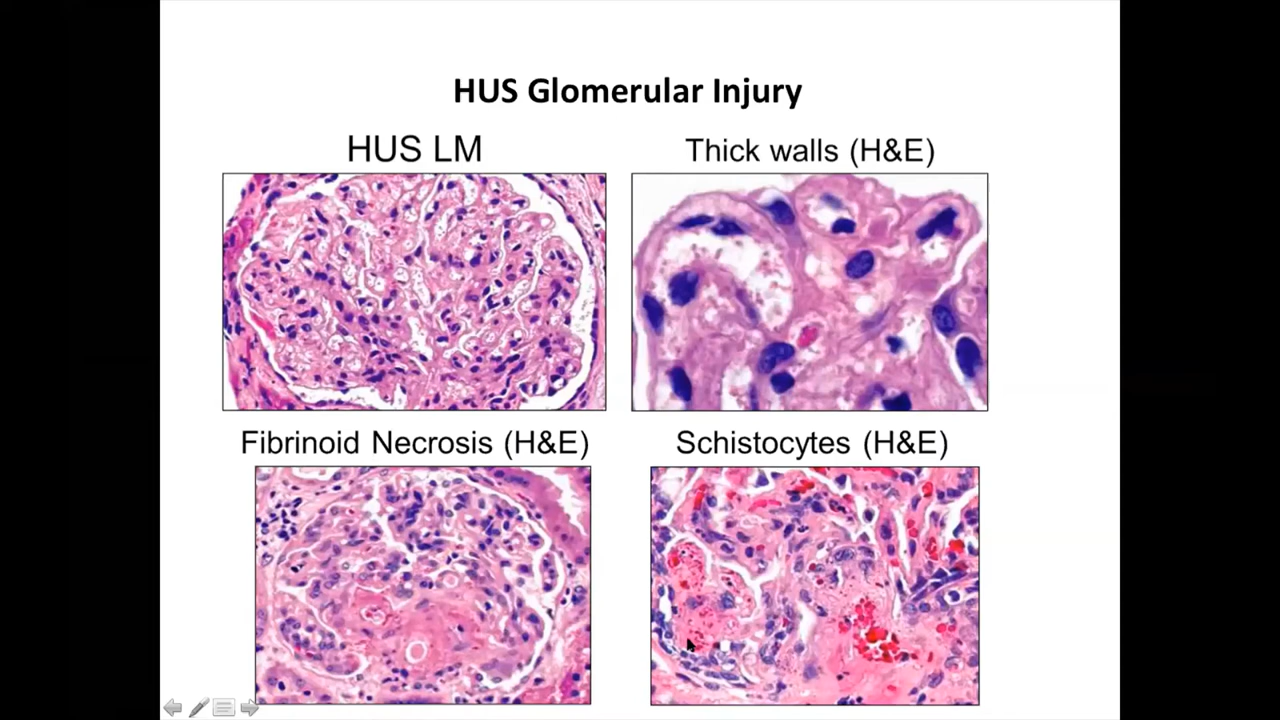 HUS Glomerular Injury
HUS LM
Thick walls (H&E)
Fibrinoid Necrosis (H&E)
Schistocytes (H&E)